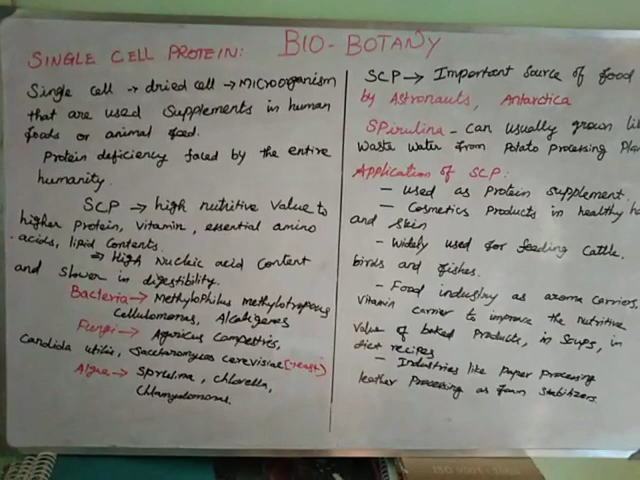 BIO-BOTANY
SINGLE CELL PROTEIN:
Single cell → dried cell → Microorganism
that are used supplements in human
foods or animal feed.
Protein deficiency faced by the entire
humanity.
SCP → high nutritive value to
higher protein, vitamin, essential amino
acids, lipid contents.
⇒ High Nucleic acid content
and slower in digestibility.
Bacteria → Methylophilus methylotropous
Cellulomonas, Alcaligenes
Fungi → Agaricus campestris,
Candida utilis, Saccharomyces cerevisiae (yeast)
Algae → Spirulina, chlorella,
Chlamydomonas.
SCP → Important source of food
by Astronauts, Antarctica
SPirulina - can usually grown li
waste water from potato processing Plan
Application of SCP:
- used as protein supplement.
- Cosmetics Products in healthy ha
and skin
- widely used for feeding cattle,
birds and fishes.
- Food industry as aroma carriers,
vitamin carrier to improve the nutritive
value of baked products, in soups, in
diet recipes
- Industries like paper processing
leather processing as foam stabilizers.
ISO 9001